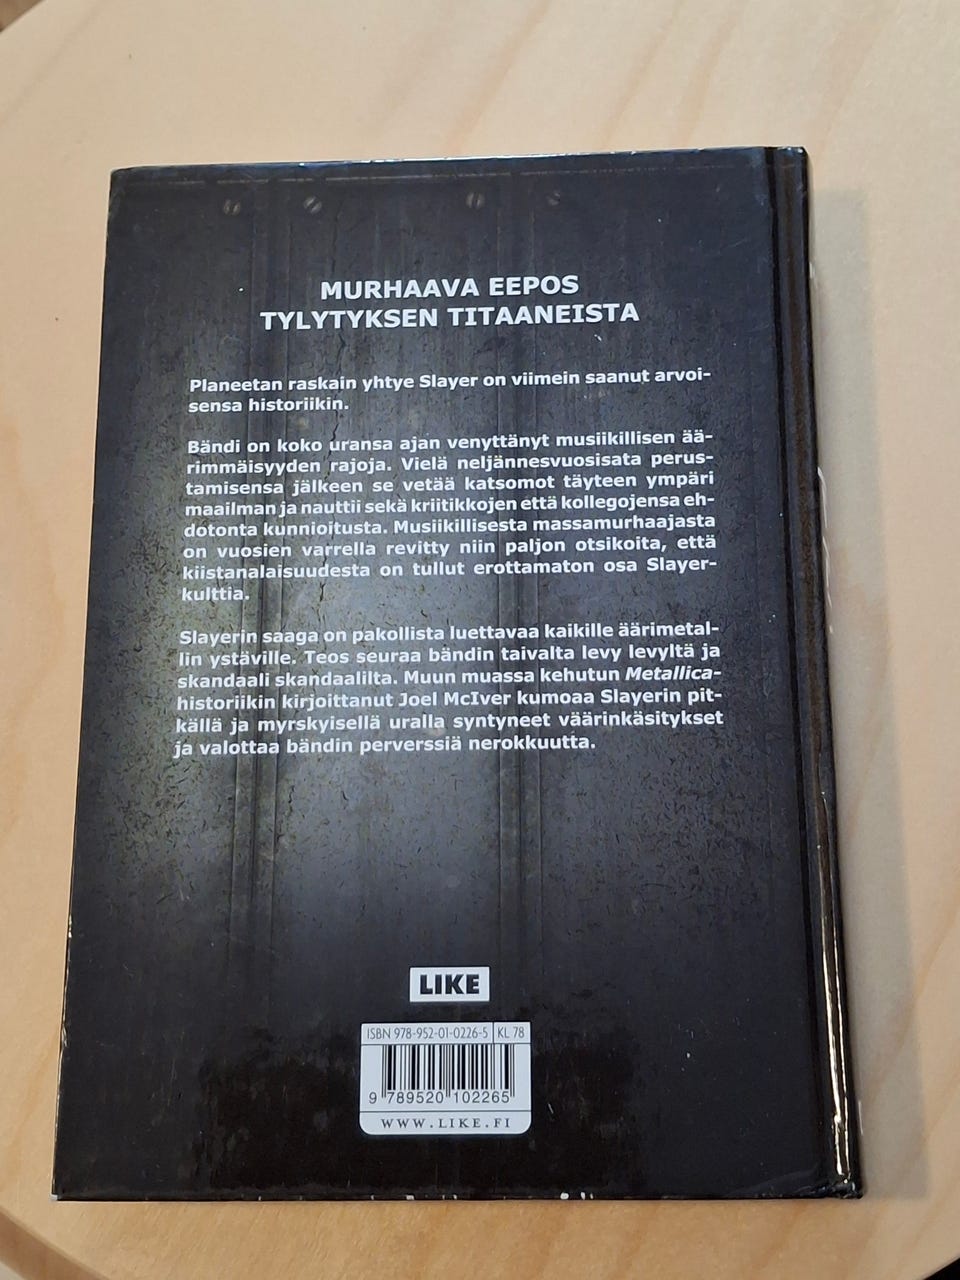 MURHAAVA EEPOS
TYLYTYKSEN TITAANEISTA
Planeetan raskain yhtye Slayer on viimein saanut arvoi-
sensa historiikin.
Bändi on koko uransa ajan venyttänyt musiikillisen ää-
rimmäisyyden rajoja. Vielä neljännesvuosisata perus-
tamisensa jälkeen se vetää katsomot täyteen ympäri
maailman ja nauttii sekä kriitikkojen että kollegojensa eh-
dotonta kunnioitusta. Musiikillisesta massamurhaajasta
on vuosien varrella revitty niin paljon otsikoita, että
kiistanalaisuudesta on tullut erottamaton osa Slayer-
kulttia.
Slayerin saaga on pakollista luettavaa kaikille äärimetal-
lin ystäville. Teos seuraa bändin taivalta levy levyltä ja
skandaali skandaalilta. Muun muassa kehutun Metallica-
historiikin kirjoittanut Joel McIver kumoaa Slayerin pit-
källä ja myrskyisellä uralla syntyneet väärinkäsitykset
ja valottaa bändin perverssiä nerokkuutta.
LIKE
ISBN 978-952-01-0226-5 KL 78
9 789520 102265
WWW.LIKE.FI